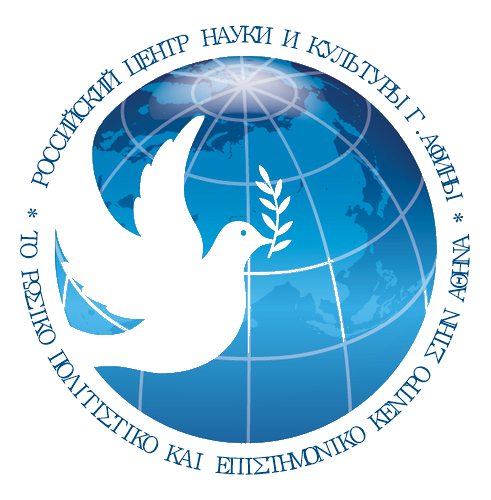 РОССИЙСКИЙ ЦЕНТР НАУКИ И КУЛЬТУРЫ Г. АФИНЫ
* ΤΟ ΡΩΣΙΚΟ ΠΟΛΙΤΙΣΤΙΚΟ ΚΑΙ ΕΠΙΣΤΗΜΟΝΙΚΟ ΚΕΝΤΡΟ ΣΤΗΝ ΑΘΗΝΑ *